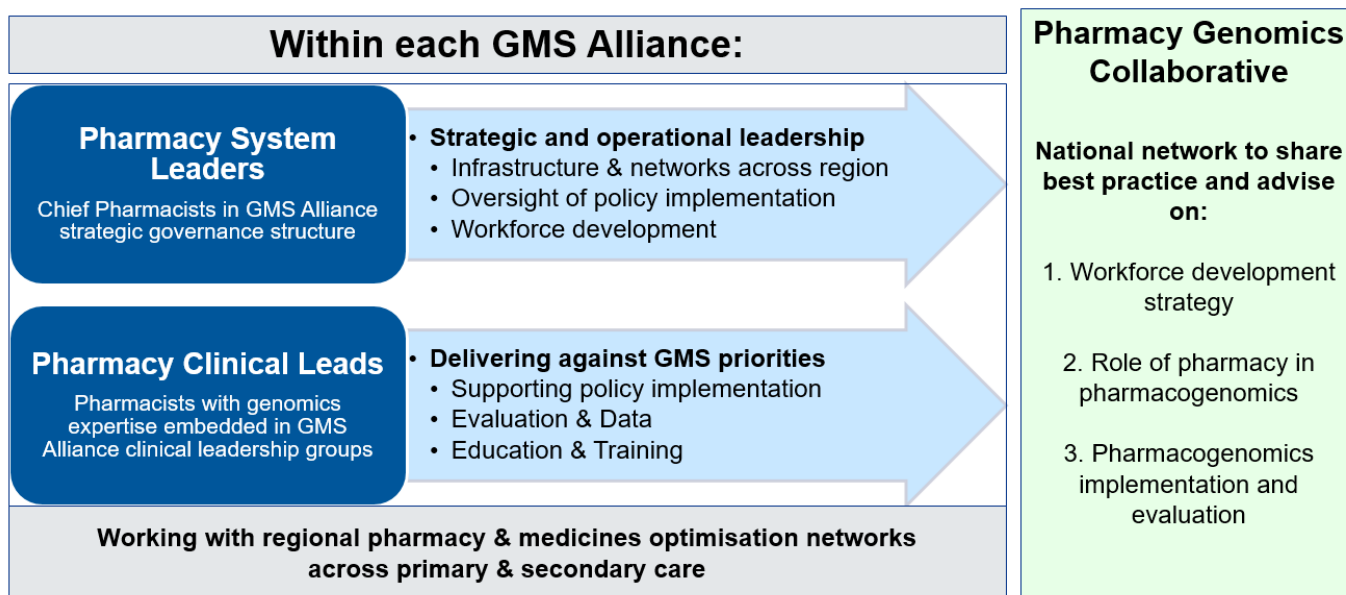 Within each GMS Alliance:
Pharmacy System
Leaders
Chief Pharmacists in GMS Alliance
strategic governance structure
• Strategic and operational leadership
• Infrastructure & networks across region
• Oversight of policy implementation
• Workforce development
Pharmacy Clinical Leads
Pharmacists with genomics
expertise embedded in GMS
Alliance clinical leadership groups
• Delivering against GMS priorities
• Supporting policy implementation
• Evaluation & Data
• Education & Training
Working with regional pharmacy & medicines optimisation networks
across primary & secondary care
Pharmacy Genomics
Collaborative
National network to share
best practice and advise
on:
1. Workforce development
strategy
2. Role of pharmacy in
pharmacogenomics
3. Pharmacogenomics
implementation and
evaluation